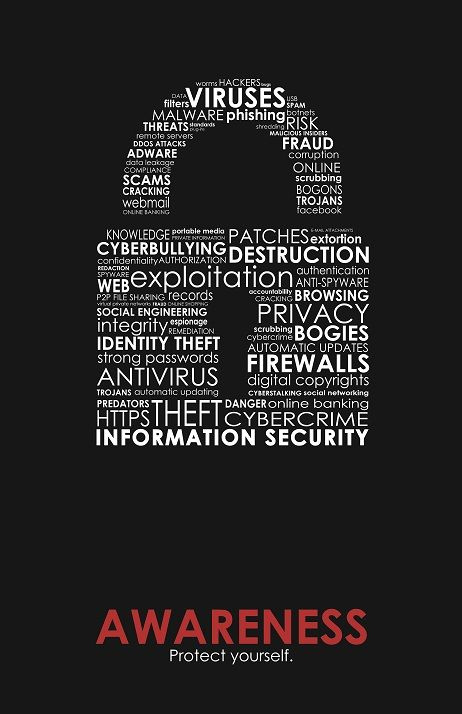 worms HACKERS bugs
DATA VIRUSES USB
filters SPAM
MALWARE phishing botnets
THREATS standards shredding RISK
plug-ins MALICIOUS INSIDERS
remote servers FRAUD
DDOS ATTACKS corruption
ADWARE ONLINE
data leakage scrubbing
COMPLIANCE
SCAMS BOGONS
CRACKING TROJANS
webmail facebook
ONLINE BANKING
KNOWLEDGE portable media PATCHES E-MAIL ATTACHMENTS
PRIVATE INFORMATION extortion
CYBERBULLYING DESTRUCTION
confidentiality AUTHORIZATION
REDACTION exploitation authentication
SPYWARE ANTI-SPYWARE
WEB accountability BROWSING
P2P FILE SHARING records CRACKING
virtual private networks FRAUD ONLINE SHOPPING
SOCIAL ENGINEERING PRIVACY
integrity espionage scrubbing BOGIES
REMEDIATION cybercrime
IDENTITY THEFT AUTOMATIC UPDATES
strong passwords FIREWALLS
ANTIVIRUS digital copyrights
TROJANS automatic updating CYBERSTALKING social networking
PREDATORS THEFT DANGER online banking
HTTPS CYBERCRIME
INFORMATION SECURITY
AWARENESS
Protect yourself.